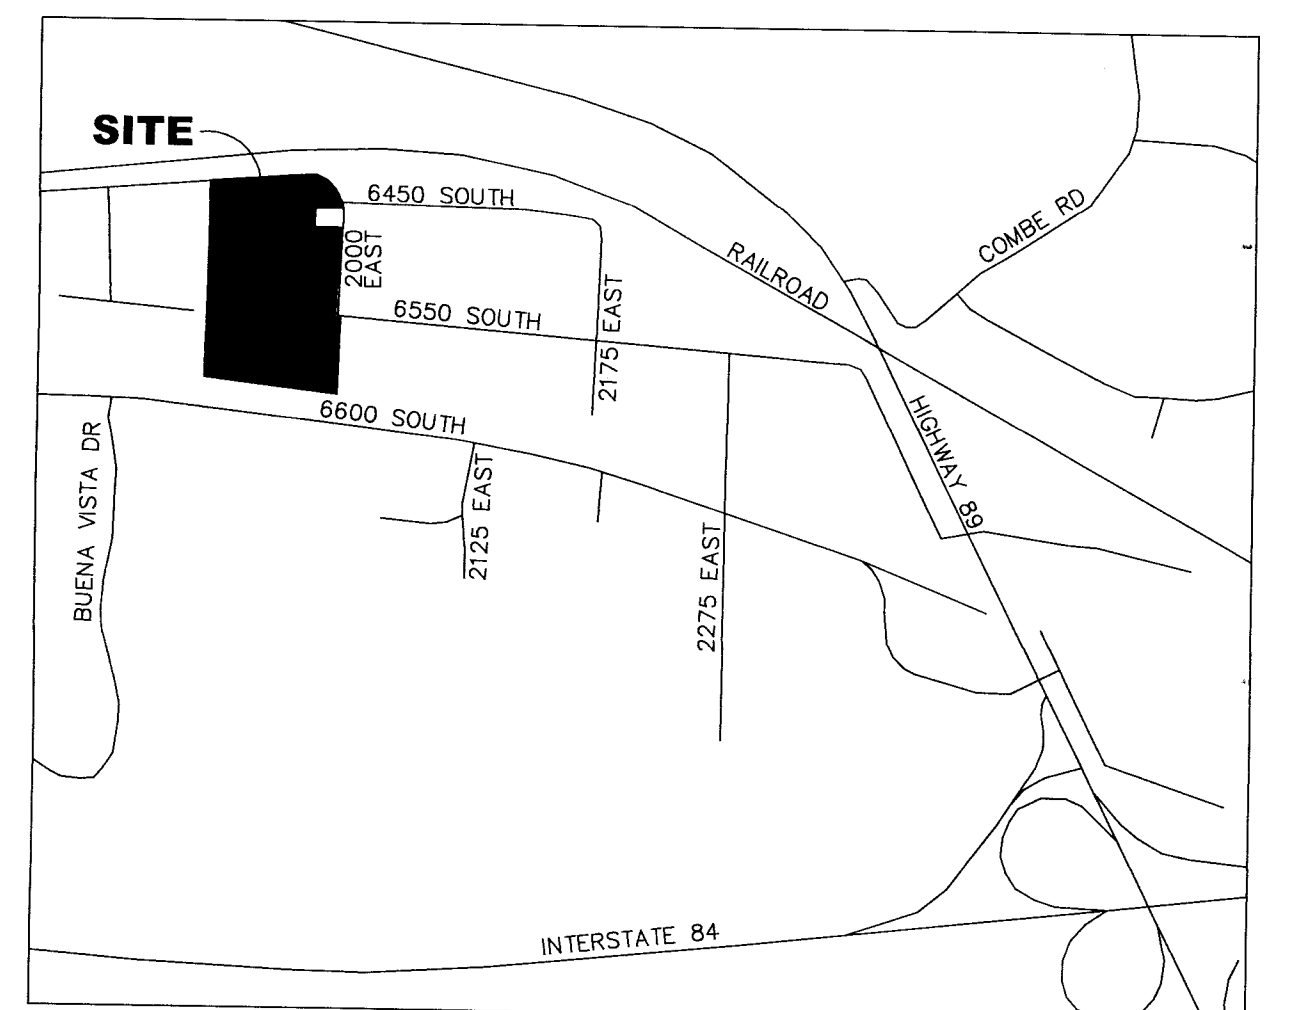 SITE
6450 SOUTH
2000
EAST
COMBE RD
RAILROAD
6550 SOUTH
2175 EAST
HIGHWAY 89
6600 SOUTH
BUENA VISTA DR
2125 EAST
2275 EAST
INTERSTATE 84